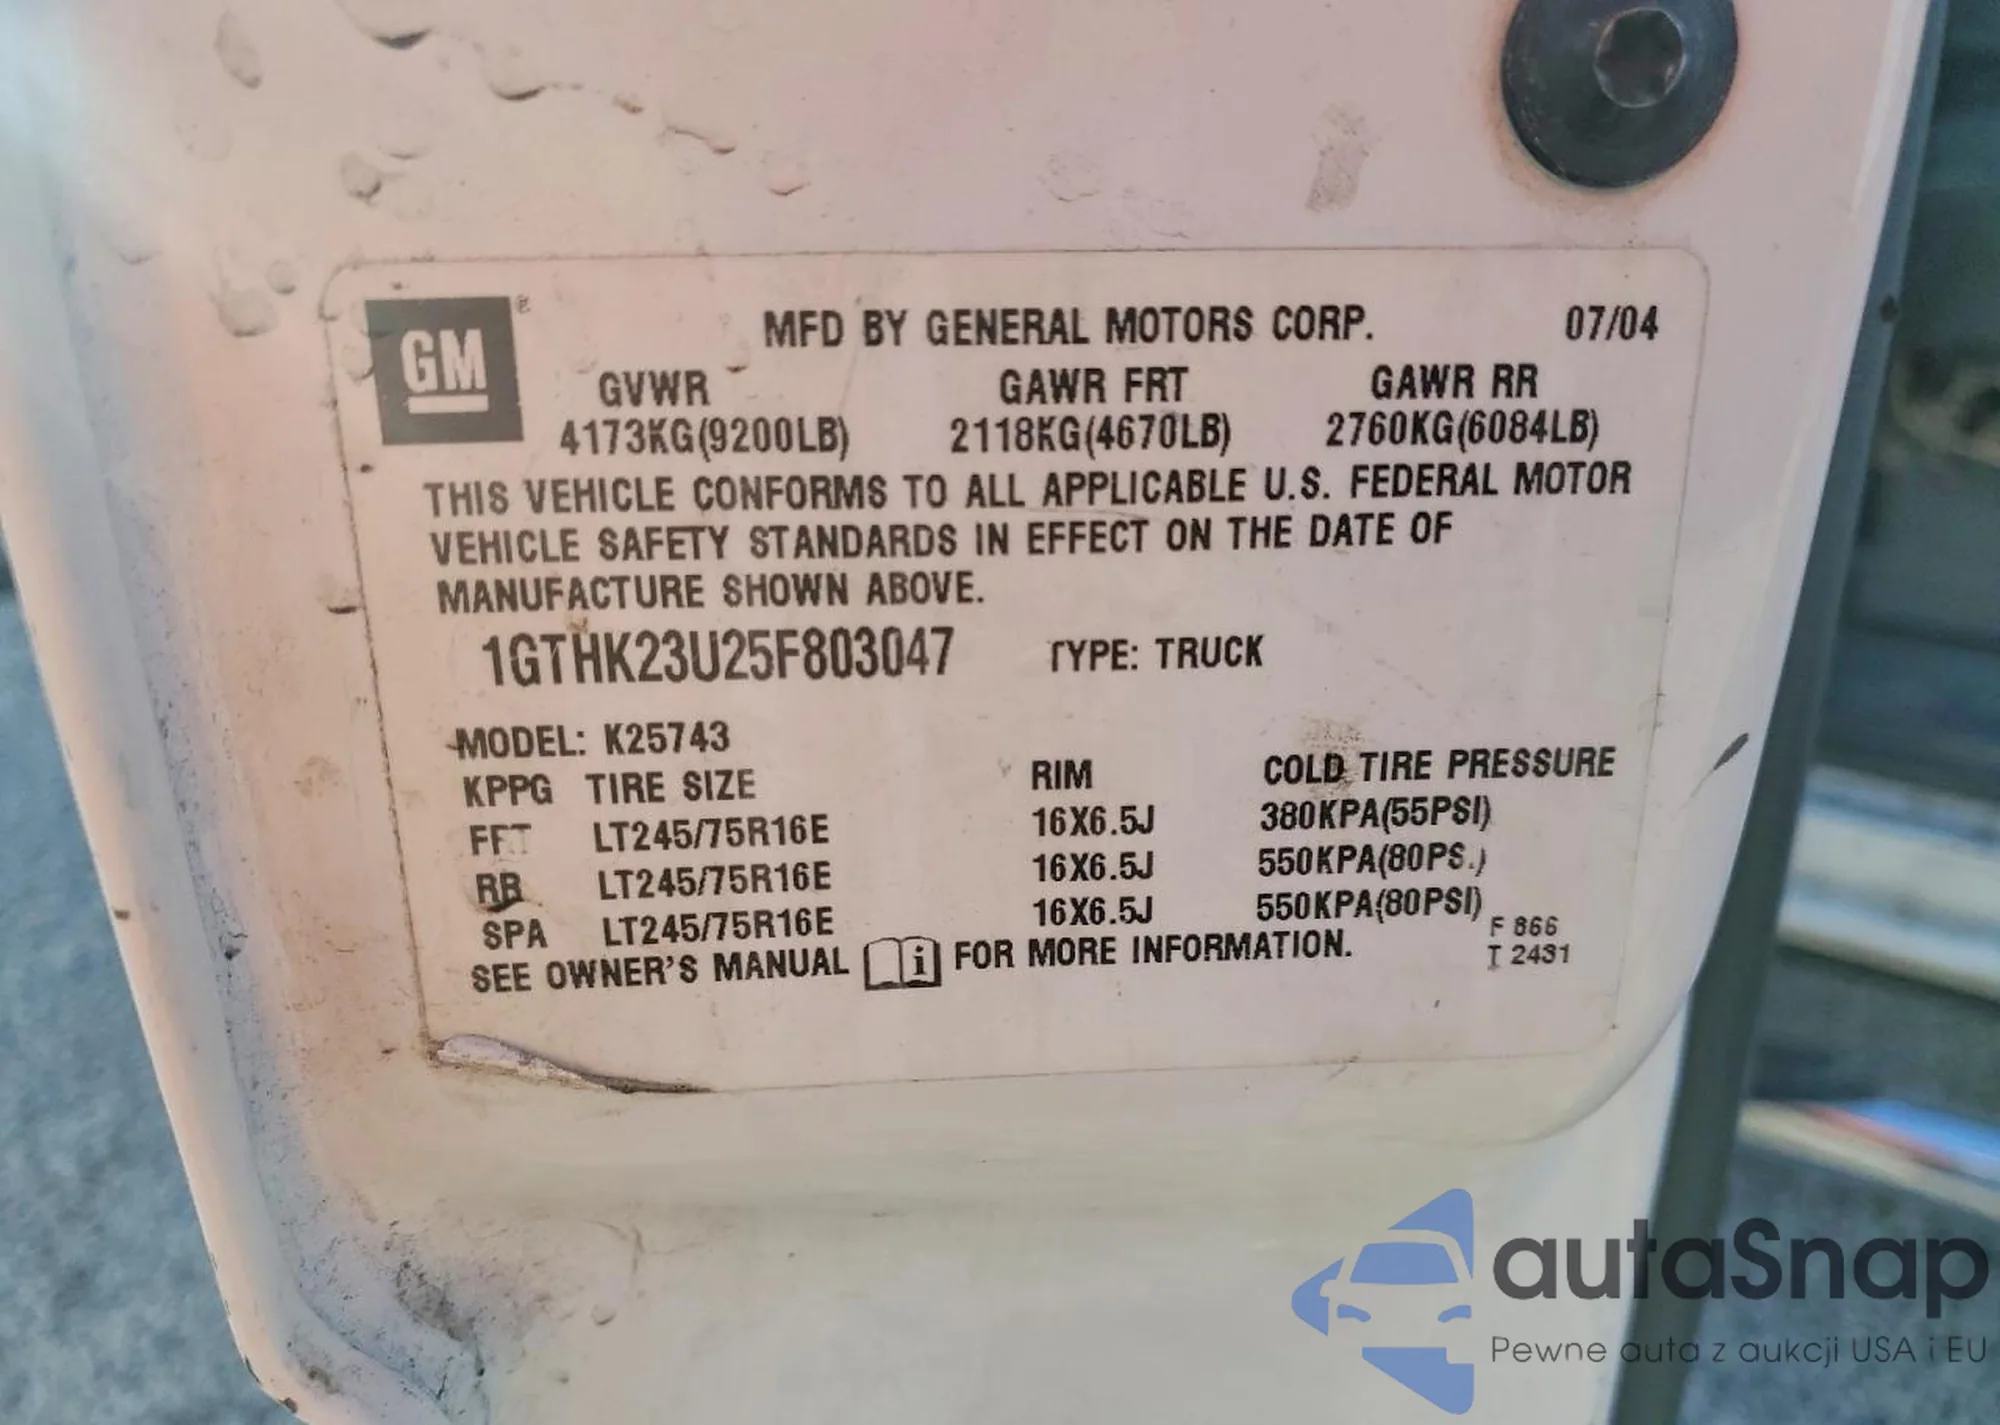 GM
MFD BY GENERAL MOTORS CORP. 07/04
GVWR GAWR FRT GAWR RR
4173KG(9200LB) 2118KG(4670LB) 2760KG(6084LB)
THIS VEHICLE CONFORMS TO ALL APPLICABLE U.S. FEDERAL MOTOR
VEHICLE SAFETY STANDARDS IN EFFECT ON THE DATE OF
MANUFACTURE SHOWN ABOVE.
1GTHK23U25F803047 TYPE: TRUCK
MODEL: K25743
KPPG TIRE SIZE RIM COLD TIRE PRESSURE
LT245/75R16E 16X6.5J 380KPA(55PSI)
RR LT245/75R16E 16X6.5J 550KPA(80PSI)
SPA LT245/75R16E 16X6.5J 550KPA(80PSI)
SEE OWNER'S MANUAL i FOR MORE INFORMATION.
F 866
T 2431
autaSnap
Pewne auta z aukcji USA i EU